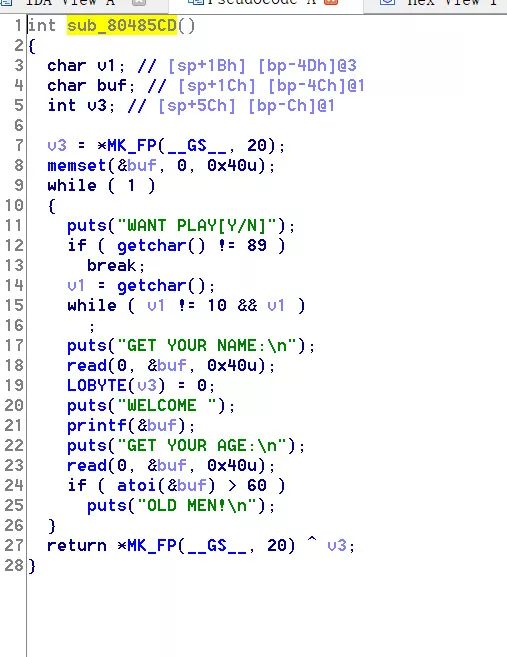 IDA View A
Pseudocode A
Hex View 1
1 int sub_80485CD()
2 {
3 char v1; // [sp+1Bh] [bp-4Dh]@3
4 char buf; // [sp+1Ch] [bp-4Ch]@1
5 int v3; // [sp+5Ch] [bp-Ch]@1
6
7 v3 = *MK_FP(__GS__, 20);
8 memset(&buf, 0, 0x40u);
9 while ( 1 )
10 {
11 puts("WANT PLAY[Y/N]");
12 if ( getchar() != 89 )
13 break;
14 v1 = getchar();
15 while ( v1 != 10 && v1 )
16 ;
17 puts("GET YOUR NAME:\n");
18 read(0, &buf, 0x40u);
19 LOBYTE(v3) = 0;
20 puts("WELCOME ");
21 printf(&buf);
22 puts("GET YOUR AGE:\n");
23 read(0, &buf, 0x40u);
24 if ( atoi(&buf) > 60 )
25 puts("OLD MEN!\n");
26 }
27 return *MK_FP(__GS__, 20) ^ v3;
28 }